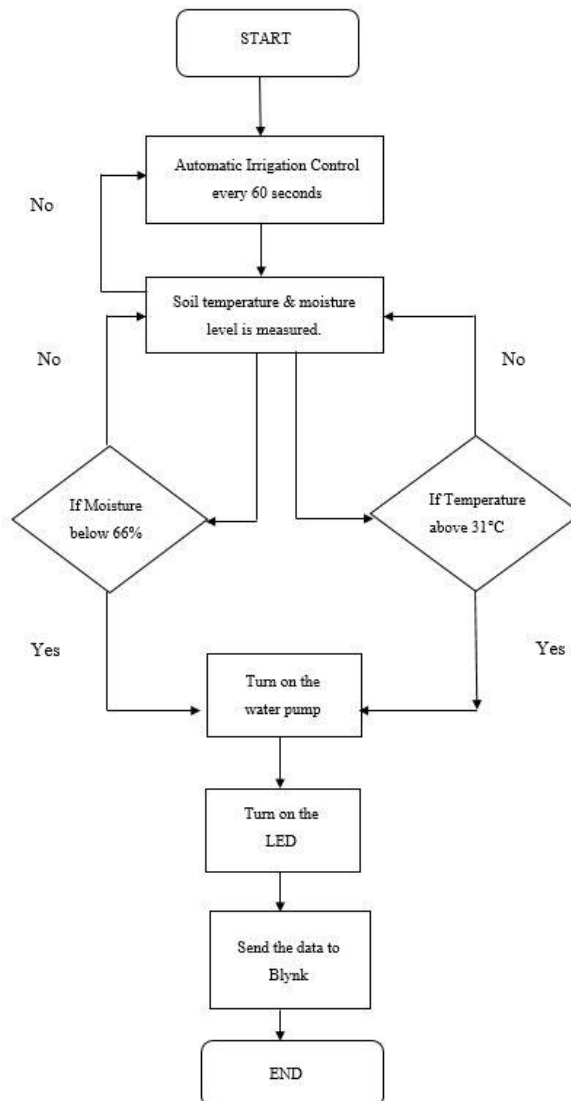 START
Automatic Irrigation Control
every 60 seconds
No
Soil temperature & moisture
level is measured.
No
No
If Moisture
below 66%
If Temperature
above 31°C
Yes
Yes
Turn on the
water pump
Turn on the
LED
Send the data to
Blynk
END